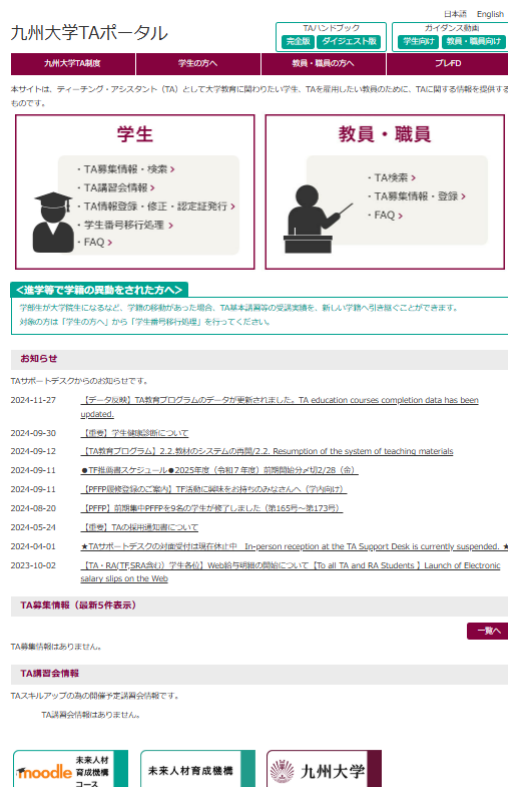 日本語 English
九州大学TAポータル
TAハンドブック
完全版 ダイジェスト版
ガイダンス動画
学生向け 教員・職員向け
九州大学TA制度 学生の方へ 教員・職員の方へ プレFD
本サイトは、ティーチング・アシスタント（TA）として大学教育に関わりたい学生、TAを雇用したい教員のために、TAに関する情報を提供する
ものです。
学生
・TA募集情報・検索 >
・TA講習会情報 >
・TA情報登録・修正・認定証発行 >
・学生番号移行処理 >
・FAQ >
教員・職員
・TA検索 >
・TA募集情報・登録 >
・FAQ >
＜進学等で学籍の異動をされた方へ＞
学部生が大学院生になるなど、学籍の移動があった場合、TA基本講習等の受講実績を、新しい学籍へ引き継ぐことができます。
対象の方は「学生の方へ」から「学生番号移行処理」を行ってください。
お知らせ
TAサポートデスクからのお知らせです。
2024-11-27 【データ反映】TA教育プログラムのデータが更新されました。TA education courses completion data has been
updated.
2024-09-30 【重要】学生健康診断について
2024-09-12 【TA教育プログラム】2.2.教材のシステムの再開/2.2. Resumption of the system of teaching materials
2024-09-11 ●TF推薦書スケジュール●2025年度（令和７年度）前期開始分〆切2/28（金）
2024-09-11 【PFFP履修登録のご案内】TF活動に興味をお持ちのみなさんへ（学内向け）
2024-08-20 【PFFP】前期集中PFFPを9名の学生が修了しました（第165号～第173号）
2024-05-24 【重要】TAの採用通知書について
2024-04-01 ★TAサポートデスクの対面受付は現在休止中 In-person reception at the TA Support Desk is currently suspended. ★
2023-10-02 【TA・RA(TF,SRA含む）学生各位】Web給与明細の開始について【To all TA and RA Students 】Launch of Electronic
salary slips on the Web
TA募集情報（最新5件表示）
一覧へ
TA募集情報はありません。
TA講習会情報
TAスキルアップの為の開催予定講習会情報です。
TA講習会情報はありません。
moodle 未来人材
育成機構
コース
未来人材育成機構
九州大学